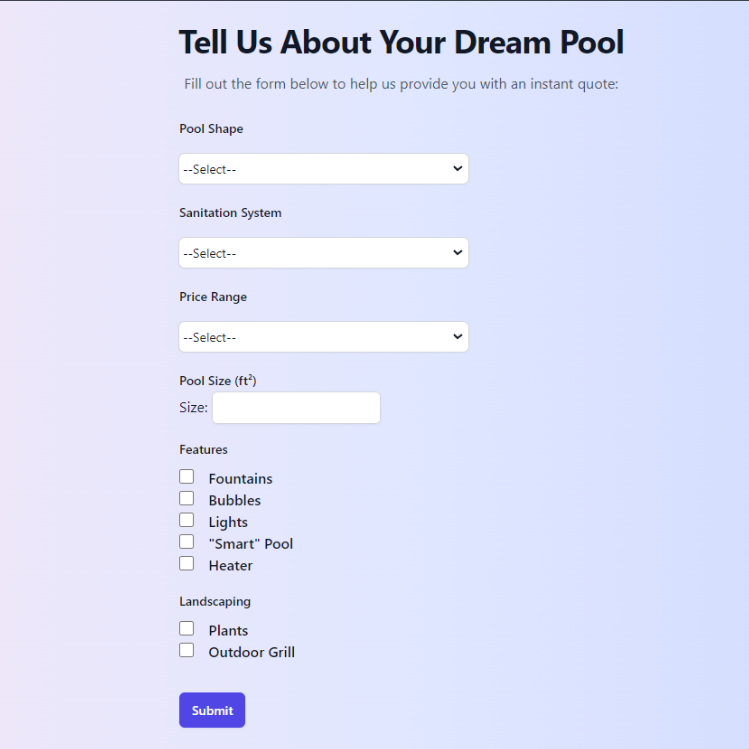 Tell Us About Your Dream Pool
Fill out the form below to help us provide you with an instant quote:
Pool Shape
--Select--
Sanitation System
--Select--
Price Range
--Select--
Pool Size (ft²)
Size:
Features
Fountains
Bubbles
Lights
"Smart" Pool
Heater
Landscaping
Plants
Outdoor Grill
Submit